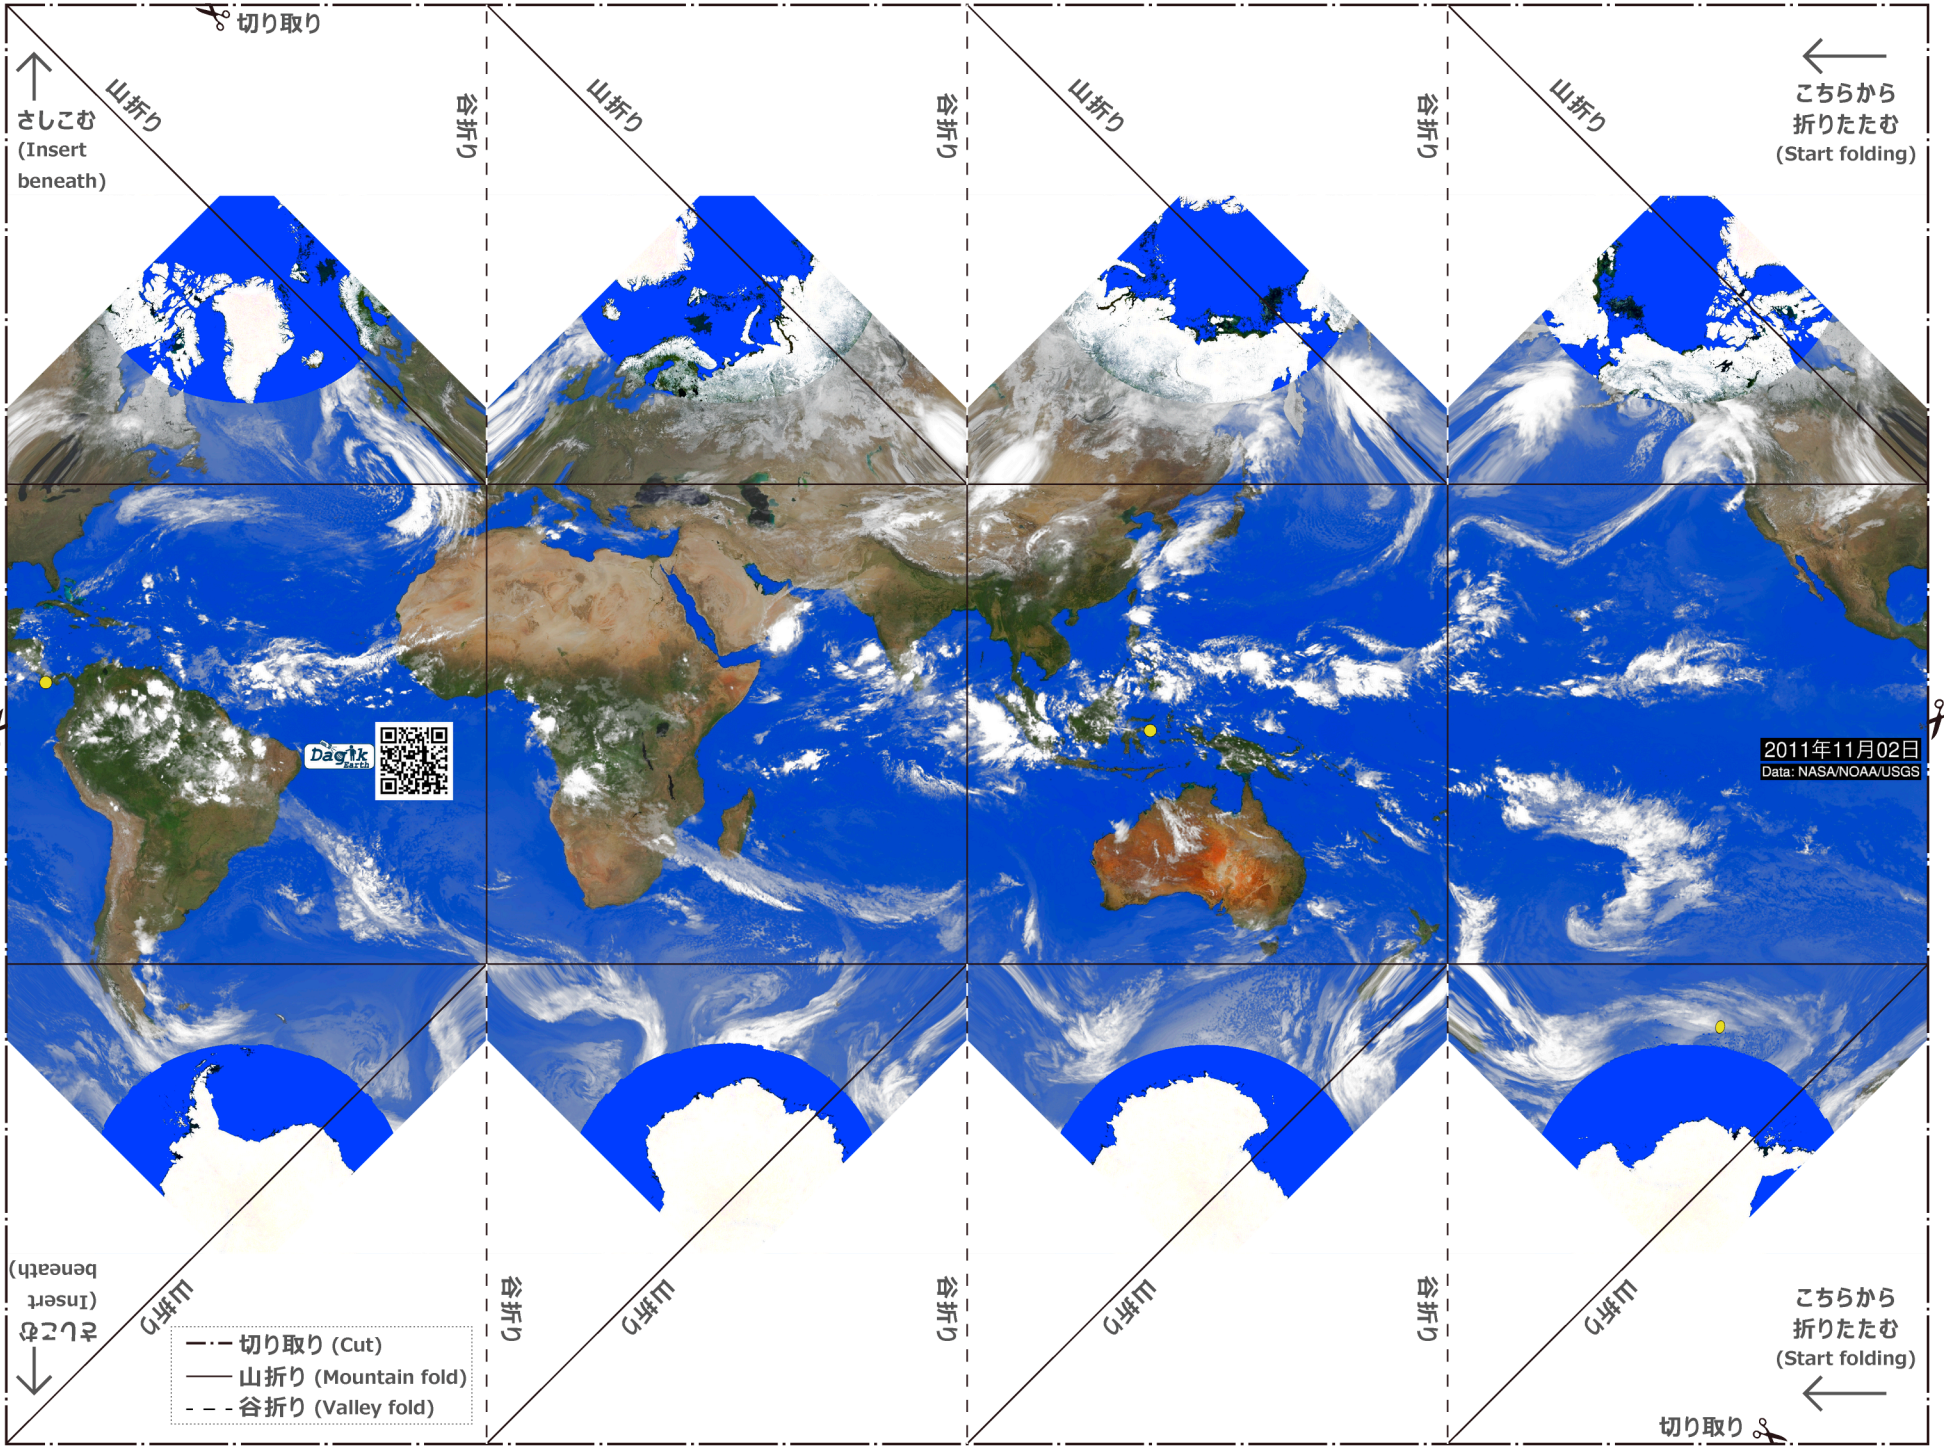 切り取り
山折り
谷折り
山折り
谷折り
山折り
谷折り
山折り
さしこむ
(Insert
beneath)
こちらから
折りたたむ
(Start folding)
Dagik
Earth
2011年11月02日
Data: NASA/NOAA/USGS
さしこむ
(Insert
beneath)
山折り
谷折り
山折り
谷折り
山折り
谷折り
山折り
切り取り (Cut)
山折り (Mountain fold)
谷折り (Valley fold)
こちらから
折りたたむ
(Start folding)
切り取り